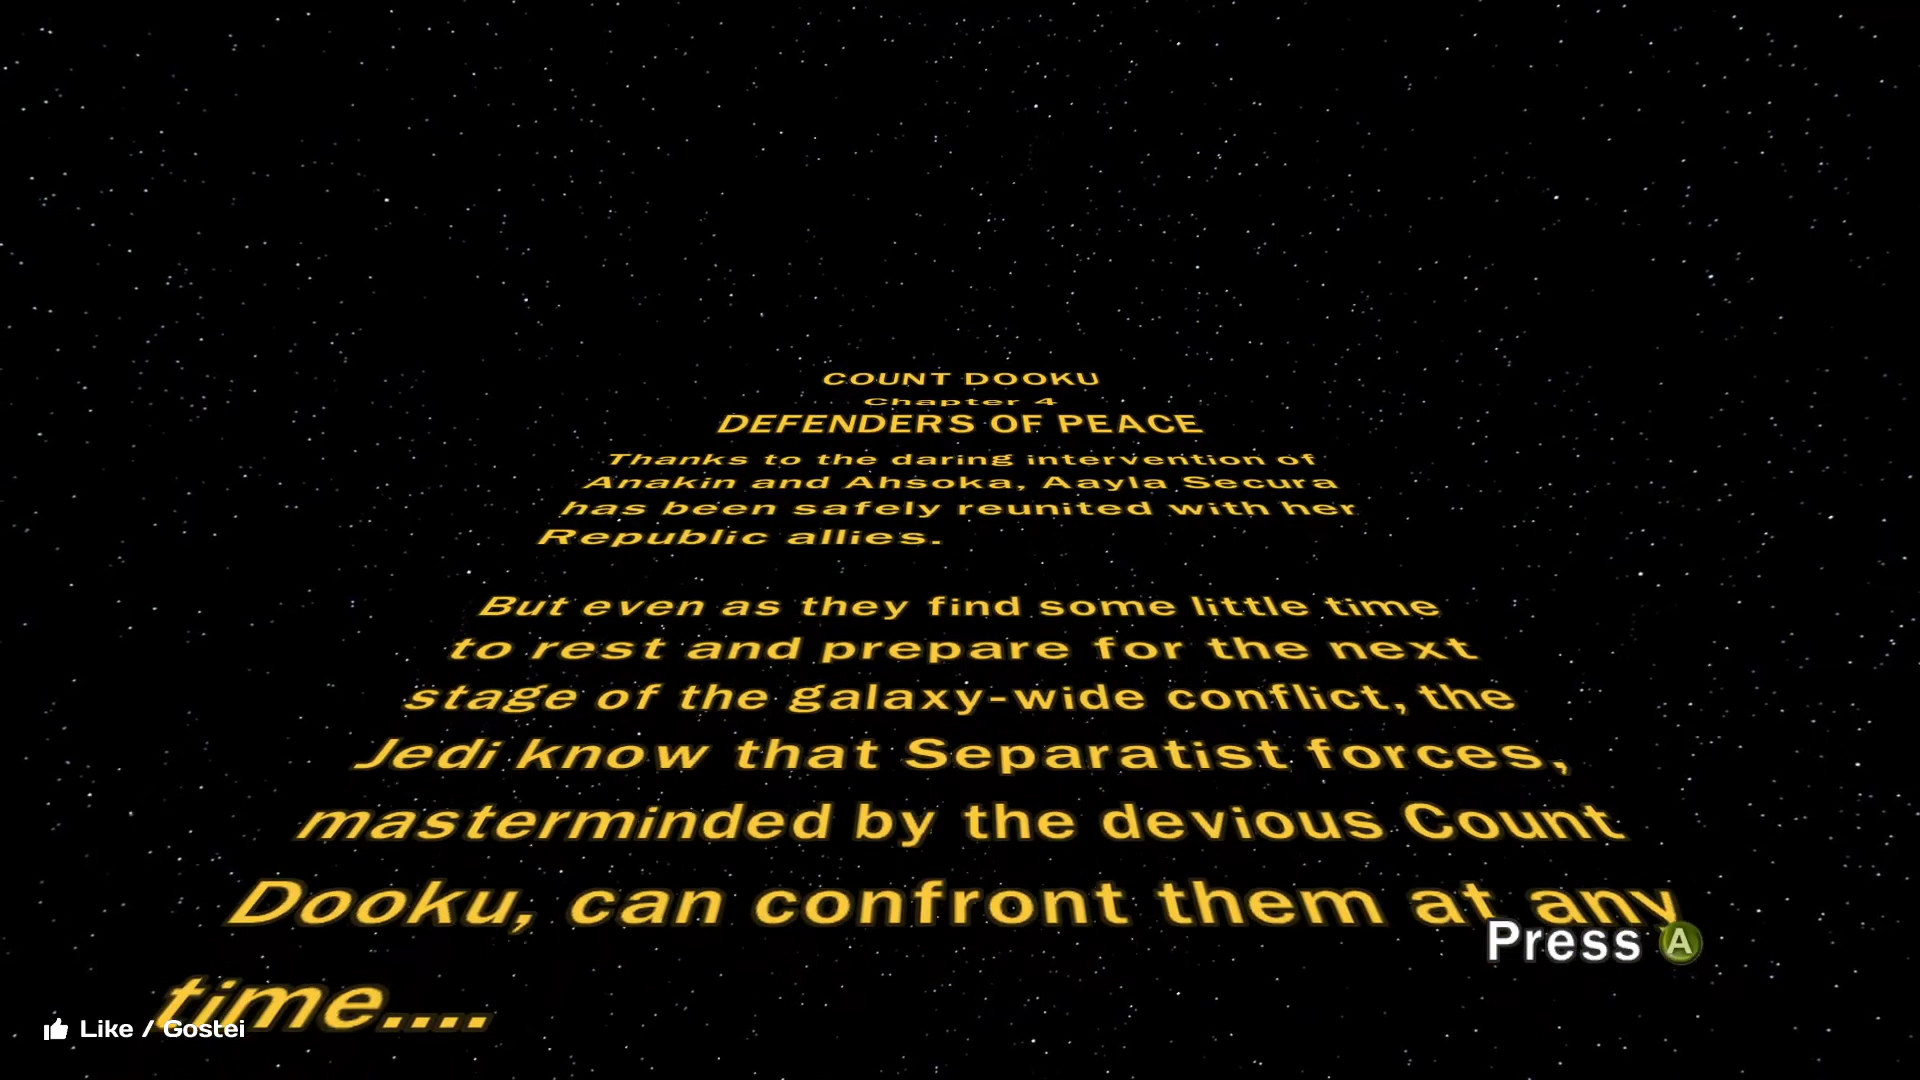 COUNT DOOKU
Chapter 4
DEFENDERS OF PEACE
Thanks to the daring intervention of
Anakin and Ahsoka, Aayla Secura
has been safely reunited with her
Republic allies.
But even as they find some little time
to rest and prepare for the next
stage of the galaxy-wide conflict, the
Jedi know that Separatist forces,
masterminded by the devious Count
Dooku, can confront them at any
time....
Press A
Like / Gostei